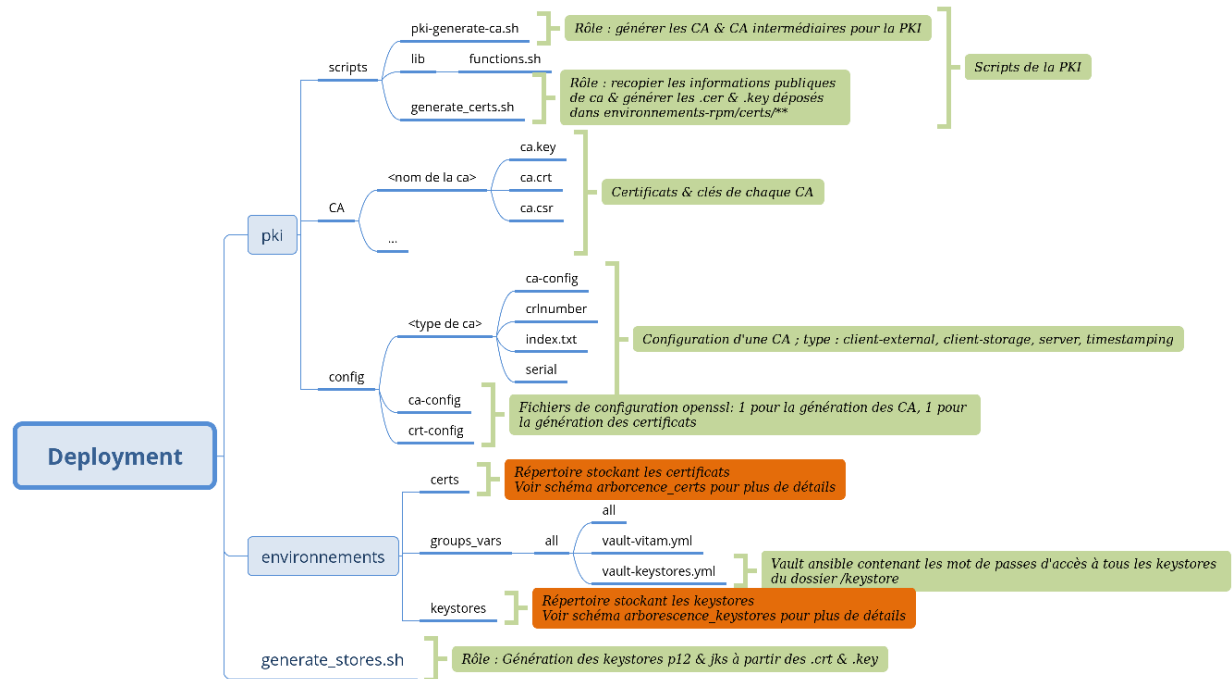 pki-generate-ca.sh
Rôle : générer les CA & CA intermédiaires pour la PKI
scripts
lib
functions.sh
Scripts de la PKI
generate_certs.sh
Rôle : recopier les informations publiques
de ca & générer les .cer & .key déposés
dans environnements-rpm/certs/**
ca.key
<nom de la ca>
ca.crt
Certificats & clés de chaque CA
CA
ca.csr
...
pki
ca-config
crlnumber
<type de ca>
index.txt
Configuration d'une CA ; type : client-external, client-storage, server, timestamping
serial
config
ca-config
Fichiers de configuration openssl: 1 pour la génération des CA, 1 pour
la génération des certificats
crt-config
Deployment
certs
Répertoire stockant les certificats
Voir schéma arborcence_certs pour plus de détails
all
groups_vars
all
vault-vitam.yml
environnements
vault-keystores.yml
Vault ansible contenant les mot de passes d'accès à tous les keystores
du dossier /keystore
keystores
Répertoire stockant les keystores
Voir schéma arborescence_keystores pour plus de détails
generate_stores.sh
Rôle : Génération des keystores p12 & jks à partir des .crt & .key